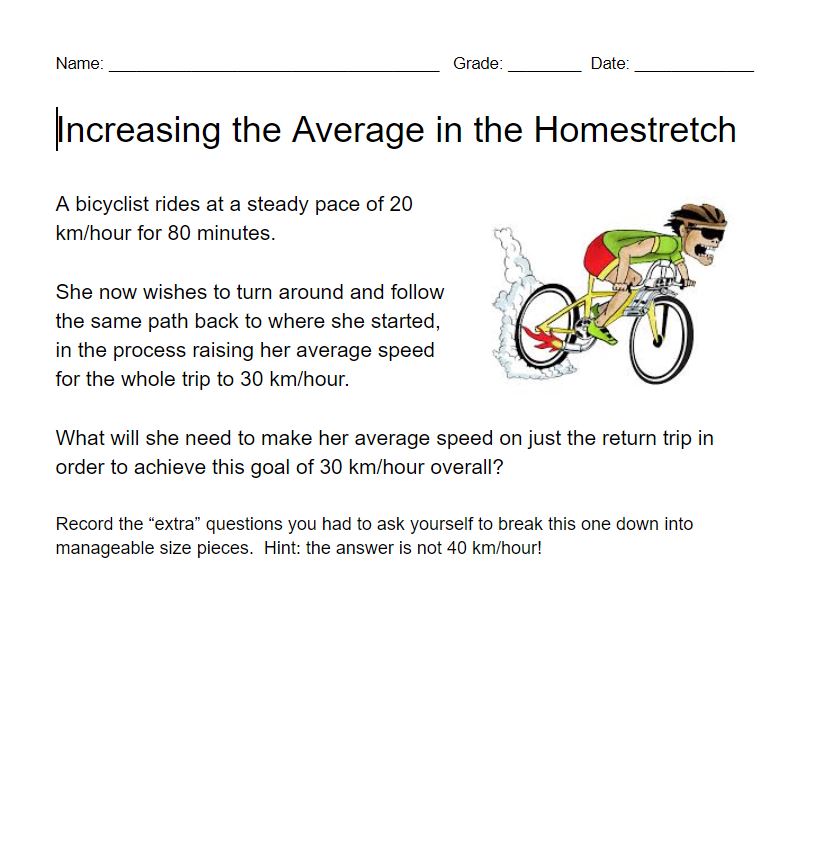 Name: ___________________________________ Grade: ________ Date: _____________
Increasing the Average in the Homestretch
A bicyclist rides at a steady pace of 20
km/hour for 80 minutes.
She now wishes to turn around and follow
the same path back to where she started,
in the process raising her average speed
for the whole trip to 30 km/hour.
What will she need to make her average speed on just the return trip in
order to achieve this goal of 30 km/hour overall?
Record the “extra” questions you had to ask yourself to break this one down into
manageable size pieces.  Hint: the answer is not 40 km/hour!